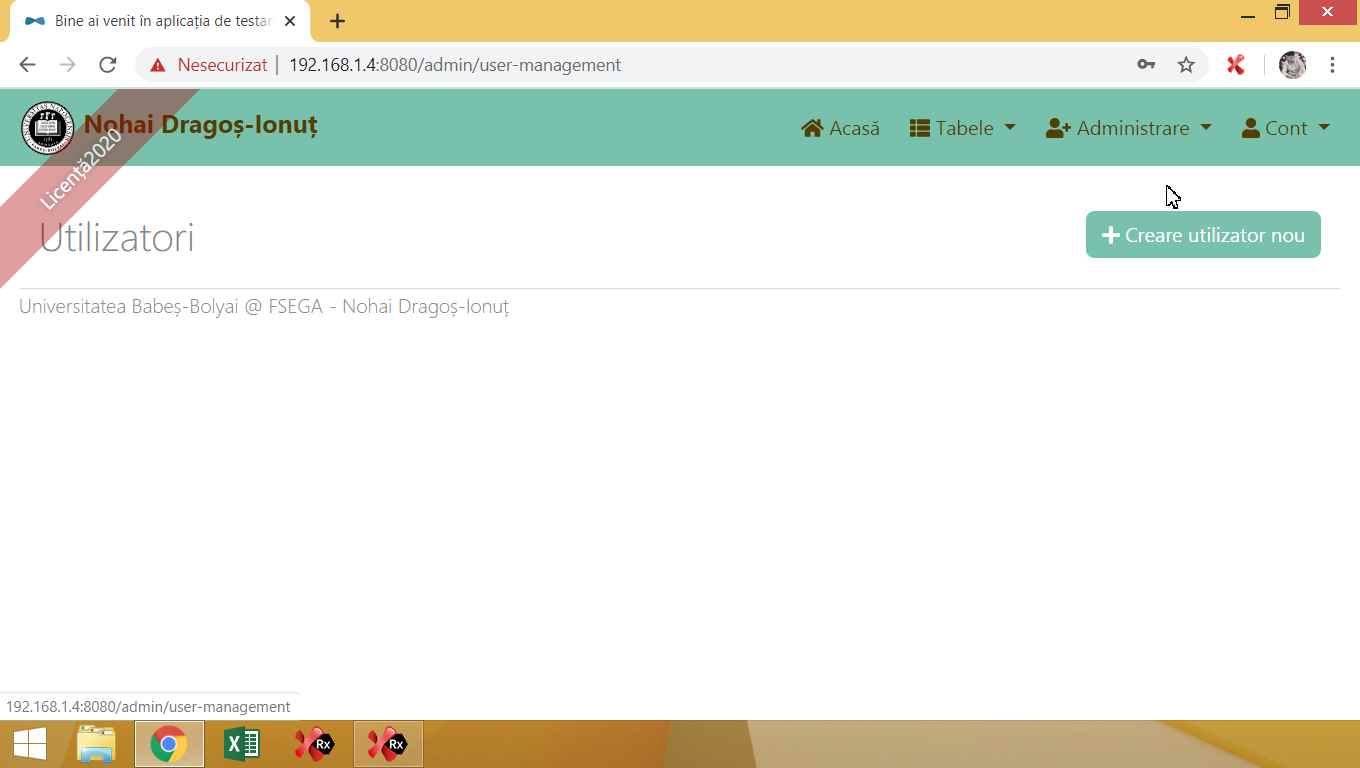 Bine ai venit în aplicația de testar
Nesecurizat
192.168.1.4:8080/admin/user-management
Nohai Dragoș-Ionuț
Acasă
Tabele
Administrare
Cont
Licență2020
Utilizatori
Creare utilizator nou
Universitatea Babeș-Bolyai @ FSEGA - Nohai Dragoș-Ionuț
192.168.1.4:8080/admin/user-management
Rx
Rx